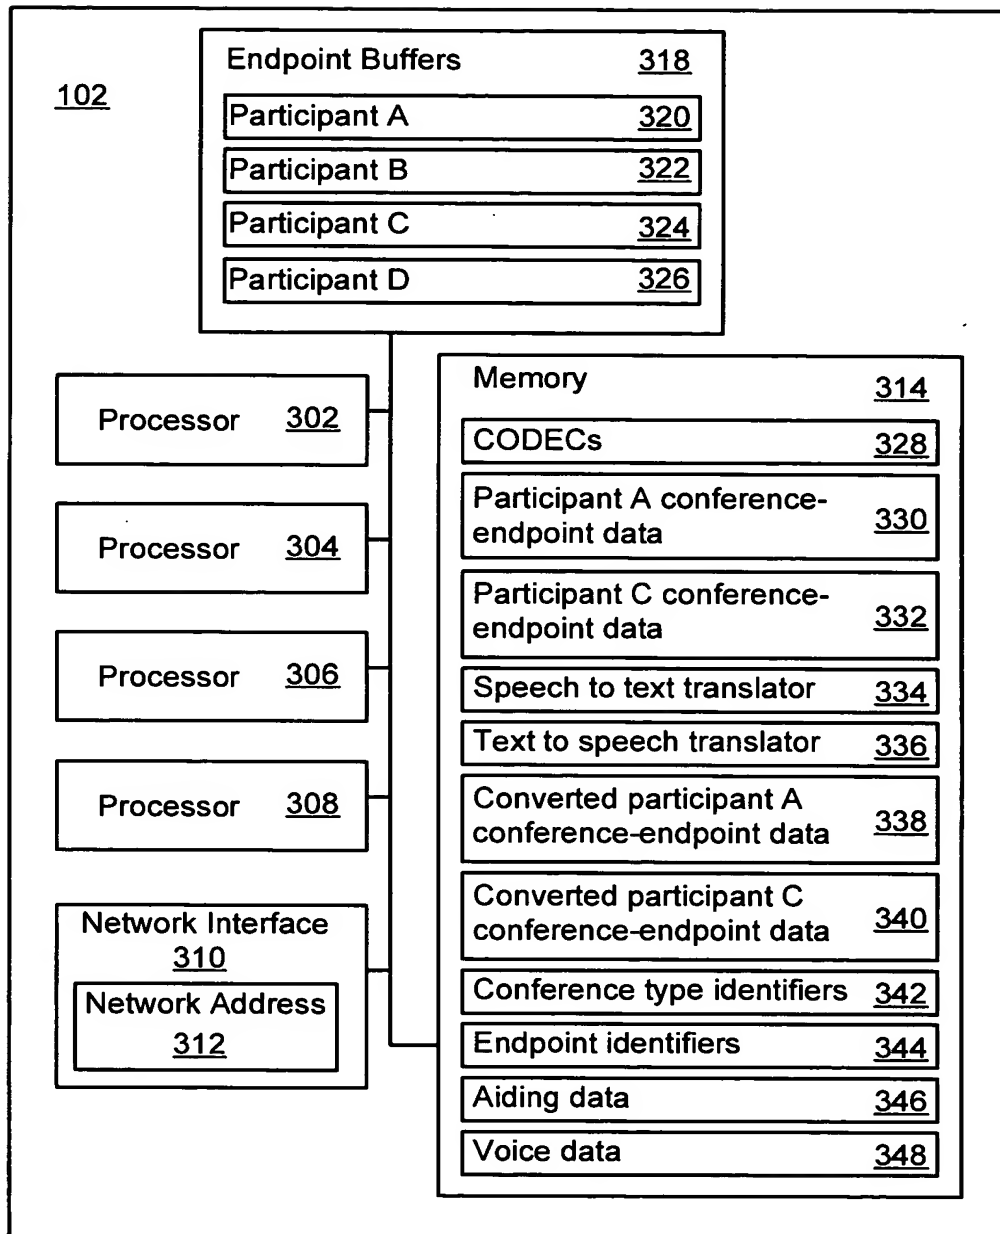 102
Endpoint Buffers 318
Participant A 320
Participant B 322
Participant C 324
Participant D 326
Processor 302
Processor 304
Processor 306
Processor 308
Network Interface
310
Network Address
312
Memory 314
CODECs 328
Participant A conference-
endpoint data 330
Participant C conference-
endpoint data 332
Speech to text translator 334
Text to speech translator 336
Converted participant A
conference-endpoint data 338
Converted participant C
conference-endpoint data 340
Conference type identifiers 342
Endpoint identifiers 344
Aiding data 346
Voice data 348